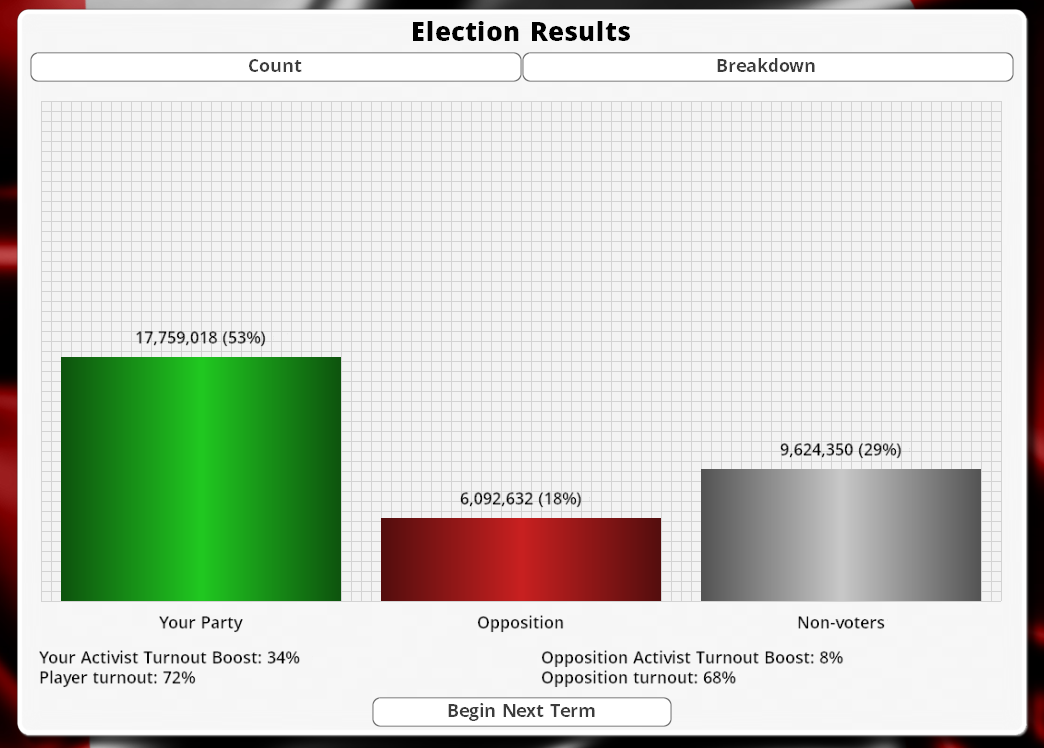 Election Results
Count
Breakdown
17,759,018 (53%)
9,624,350 (29%)
6,092,632 (18%)
Your Party
Opposition
Non-voters
Your Activist Turnout Boost: 34%
Opposition Activist Turnout Boost: 8%
Player turnout: 72%
Opposition turnout: 68%
Begin Next Term